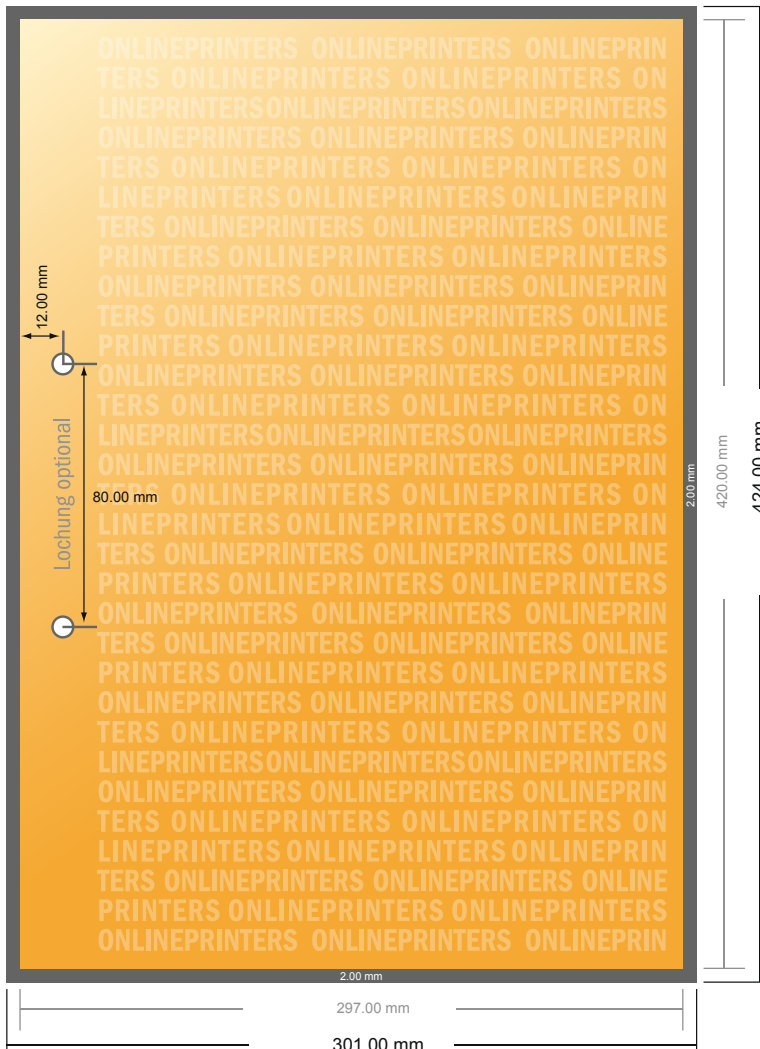 ONLINEPRINTERS ONLINEPRINTERS ONLINEPRIN
TERS ONLINEPRINTERS ONLINEPRINTERS ON
LINEPRINTERSONLINEPRINTERSONLINEPRINTERS
ONLINEPRINTERS ONLINEPRINTERS ONLINEPRIN
TERS ONLINEPRINTERS ONLINEPRINTERS ON
LINEPRINTERS ONLINEPRINTERS ONLINEPRIN
TERS ONLINEPRINTERS ONLINEPRINTERS ONLINE
PRINTERS ONLINEPRINTERS ONLINEPRINTERS
ONLINEPRINTERS ONLINEPRINTERS ONLINEPRIN
TERS ONLINEPRINTERS ONLINEPRINTERS ONLINE
PRINTERS ONLINEPRINTERS ONLINEPRINTERS
ONLINEPRINTERS ONLINEPRINTERS ONLINEPRIN
TERS ONLINEPRINTERS ONLINEPRINTERS ON
LINEPRINTERSONLINEPRINTERSONLINEPRINTERS
ONLINEPRINTERS ONLINEPRINTERS ONLINEPRIN
TERS ONLINEPRINTERS ONLINEPRINTERS ON
LINEPRINTERS ONLINEPRINTERS ONLINEPRIN
TERS ONLINEPRINTERS ONLINEPRINTERS ONLINE
PRINTERS ONLINEPRINTERS ONLINEPRINTERS
ONLINEPRINTERS ONLINEPRINTERS ONLINEPRIN
TERS ONLINEPRINTERS ONLINEPRINTERS ONLINE
PRINTERS ONLINEPRINTERS ONLINEPRINTERS
ONLINEPRINTERS ONLINEPRINTERS ONLINEPRIN
TERS ONLINEPRINTERS ONLINEPRINTERS ON
LINEPRINTERSONLINEPRINTERSONLINEPRINTERS
ONLINEPRINTERS ONLINEPRINTERS ONLINEPRIN
TERS ONLINEPRINTERS ONLINEPRINTERS ON
LINEPRINTERS ONLINEPRINTERS ONLINEPRIN
TERS ONLINEPRINTERS ONLINEPRINTERS ONLINE
PRINTERS ONLINEPRINTERS ONLINEPRINTERS
ONLINEPRINTERS ONLINEPRINTERS ONLINEPRIN
12.00 mm
Lochung optional
80.00 mm
2.00 mm
420.00 mm
424.00 mm
2.00 mm
297.00 mm
301.00 mm